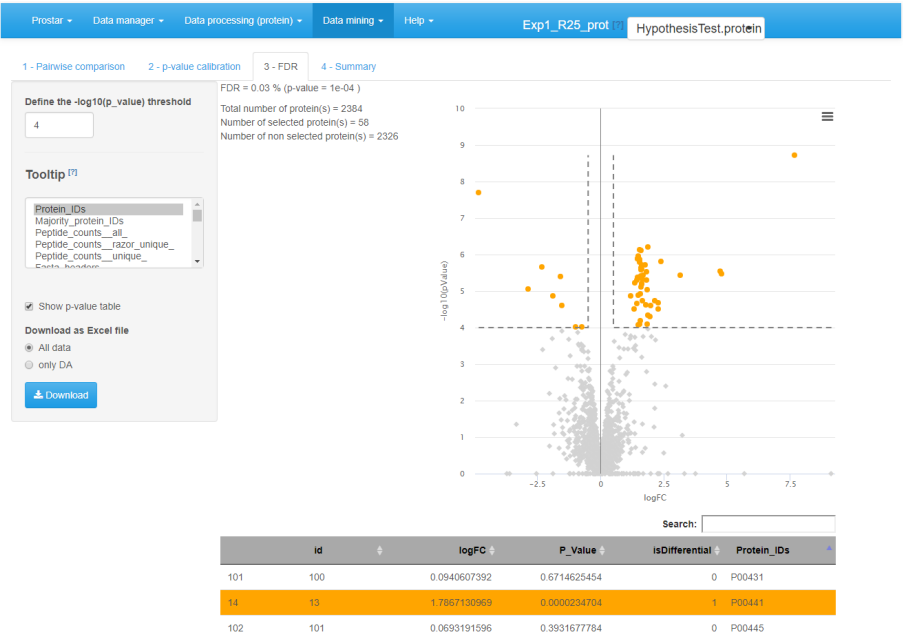 Prostar Data manager Data processing (protein) Data mining Help Exp1_R25_prot [?] HypothesisTest.protein
1 - Pairwise comparison 2 - p-value calibration 3 - FDR 4 - Summary
Define the -log10(p_value) threshold
4
Tooltip [?]
Protein_IDs
Majority_protein_IDs
Peptide_counts__all_
Peptide_counts__razor_unique_
Peptide_counts__unique_
Fasta_headers
Show p-value table
Download as Excel file
All data
only DA
Download
FDR = 0.03 % (p-value = 1e-04 )
Total number of protein(s) = 2384
Number of selected protein(s) = 58
Number of non selected protein(s) = 2326
10
9
8
7
6
5
4
3
2
1
0
-log10(pValue)
-2.5 0 2.5 5 7.5
logFC
Search:
id logFC P_Value isDifferential Protein_IDs
101 100 0.0940607392 0.6714625454 0 P00431
14 13 1.7867130969 0.0000234704 1 P00441
102 101 0.0693191596 0.3931677784 0 P00445